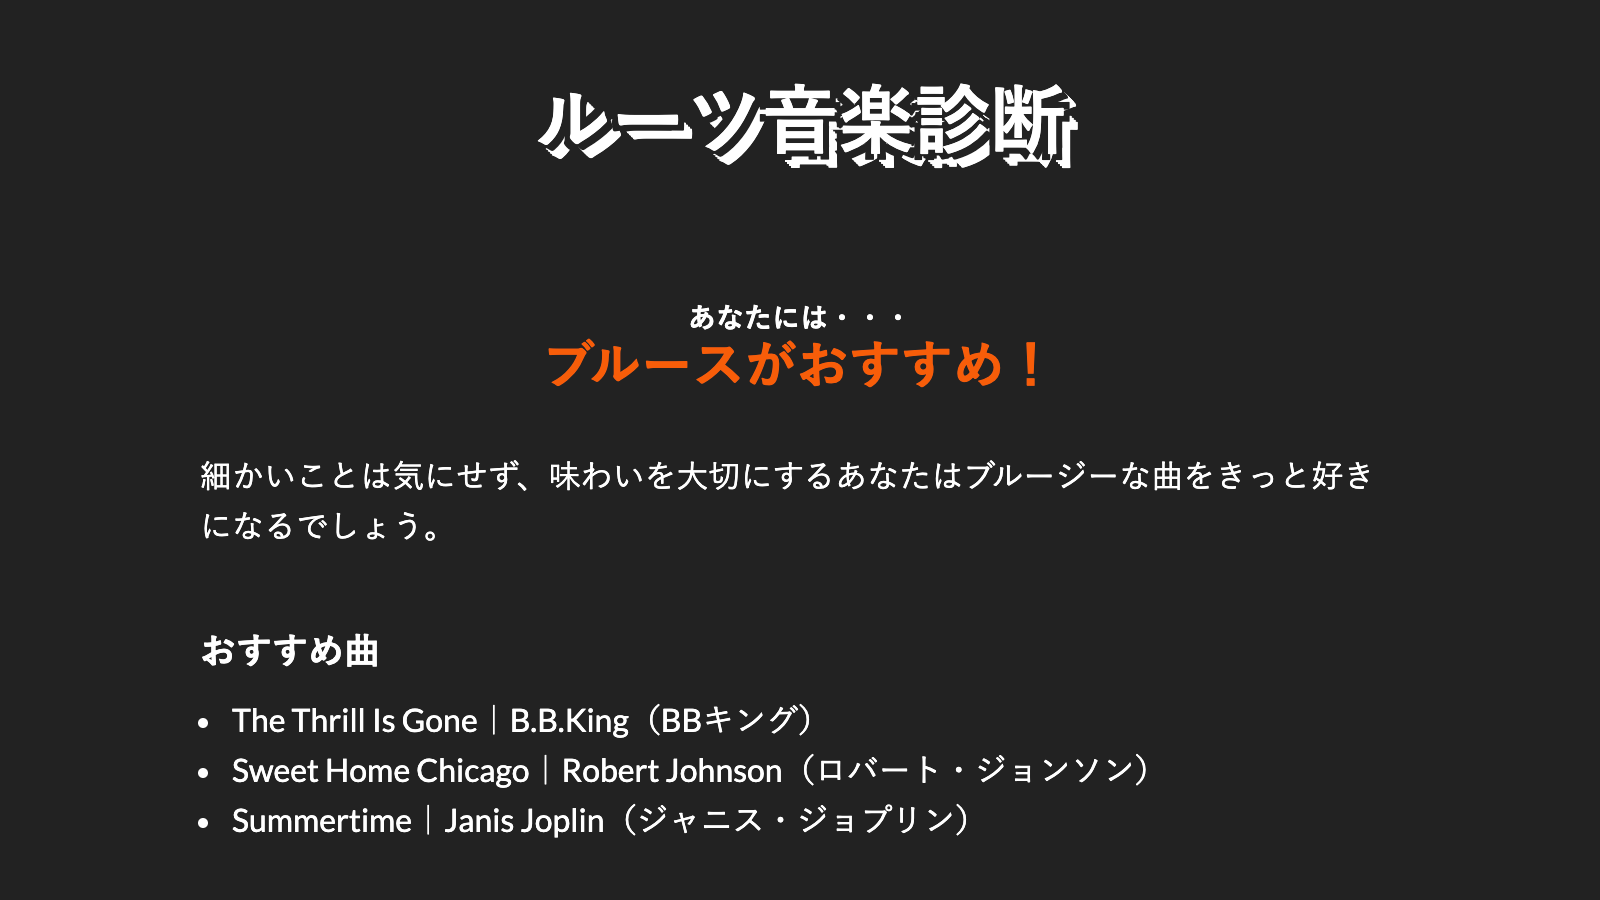 ルーツ音楽診断
あなたには・・・
ブルースがおすすめ！
細かいことは気にせず、味わいを大切にするあなたはブルージーな曲をきっと好き
になるでしょう。
おすすめ曲
• The Thrill Is Gone｜B.B.King（BBキング）
• Sweet Home Chicago｜Robert Johnson（ロバート・ジョンソン）
• Summertime｜Janis Joplin（ジャニス・ジョプリン）